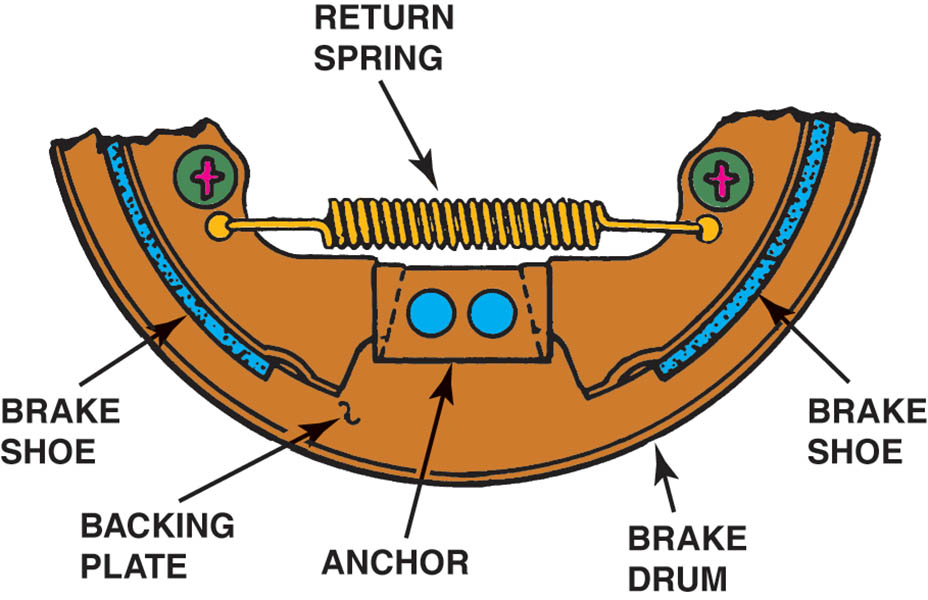 RETURN
SPRING
BRAKE
SHOE
BRAKE
SHOE
BACKING
PLATE
ANCHOR
BRAKE
DRUM